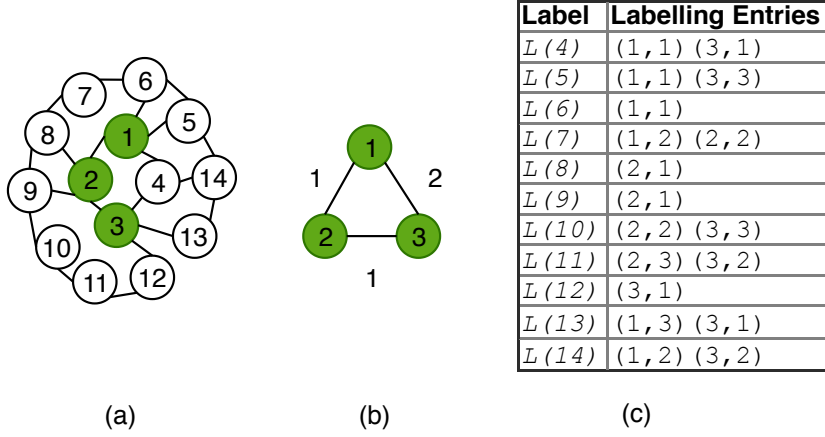 6
7
5
8
1
2
4
14
9
3
13
10
12
11
(a)
1
1
2
2
3
1
(b)
Label Labelling Entries
L(4) (1,1)(3,1)
L(5) (1,1)(3,3)
L(6) (1,1)
L(7) (1,2)(2,2)
L(8) (2,1)
L(9) (2,1)
L(10) (2,2)(3,3)
L(11) (2,3)(3,2)
L(12) (3,1)
L(13) (1,3)(3,1)
L(14) (1,2)(3,2)
(c)